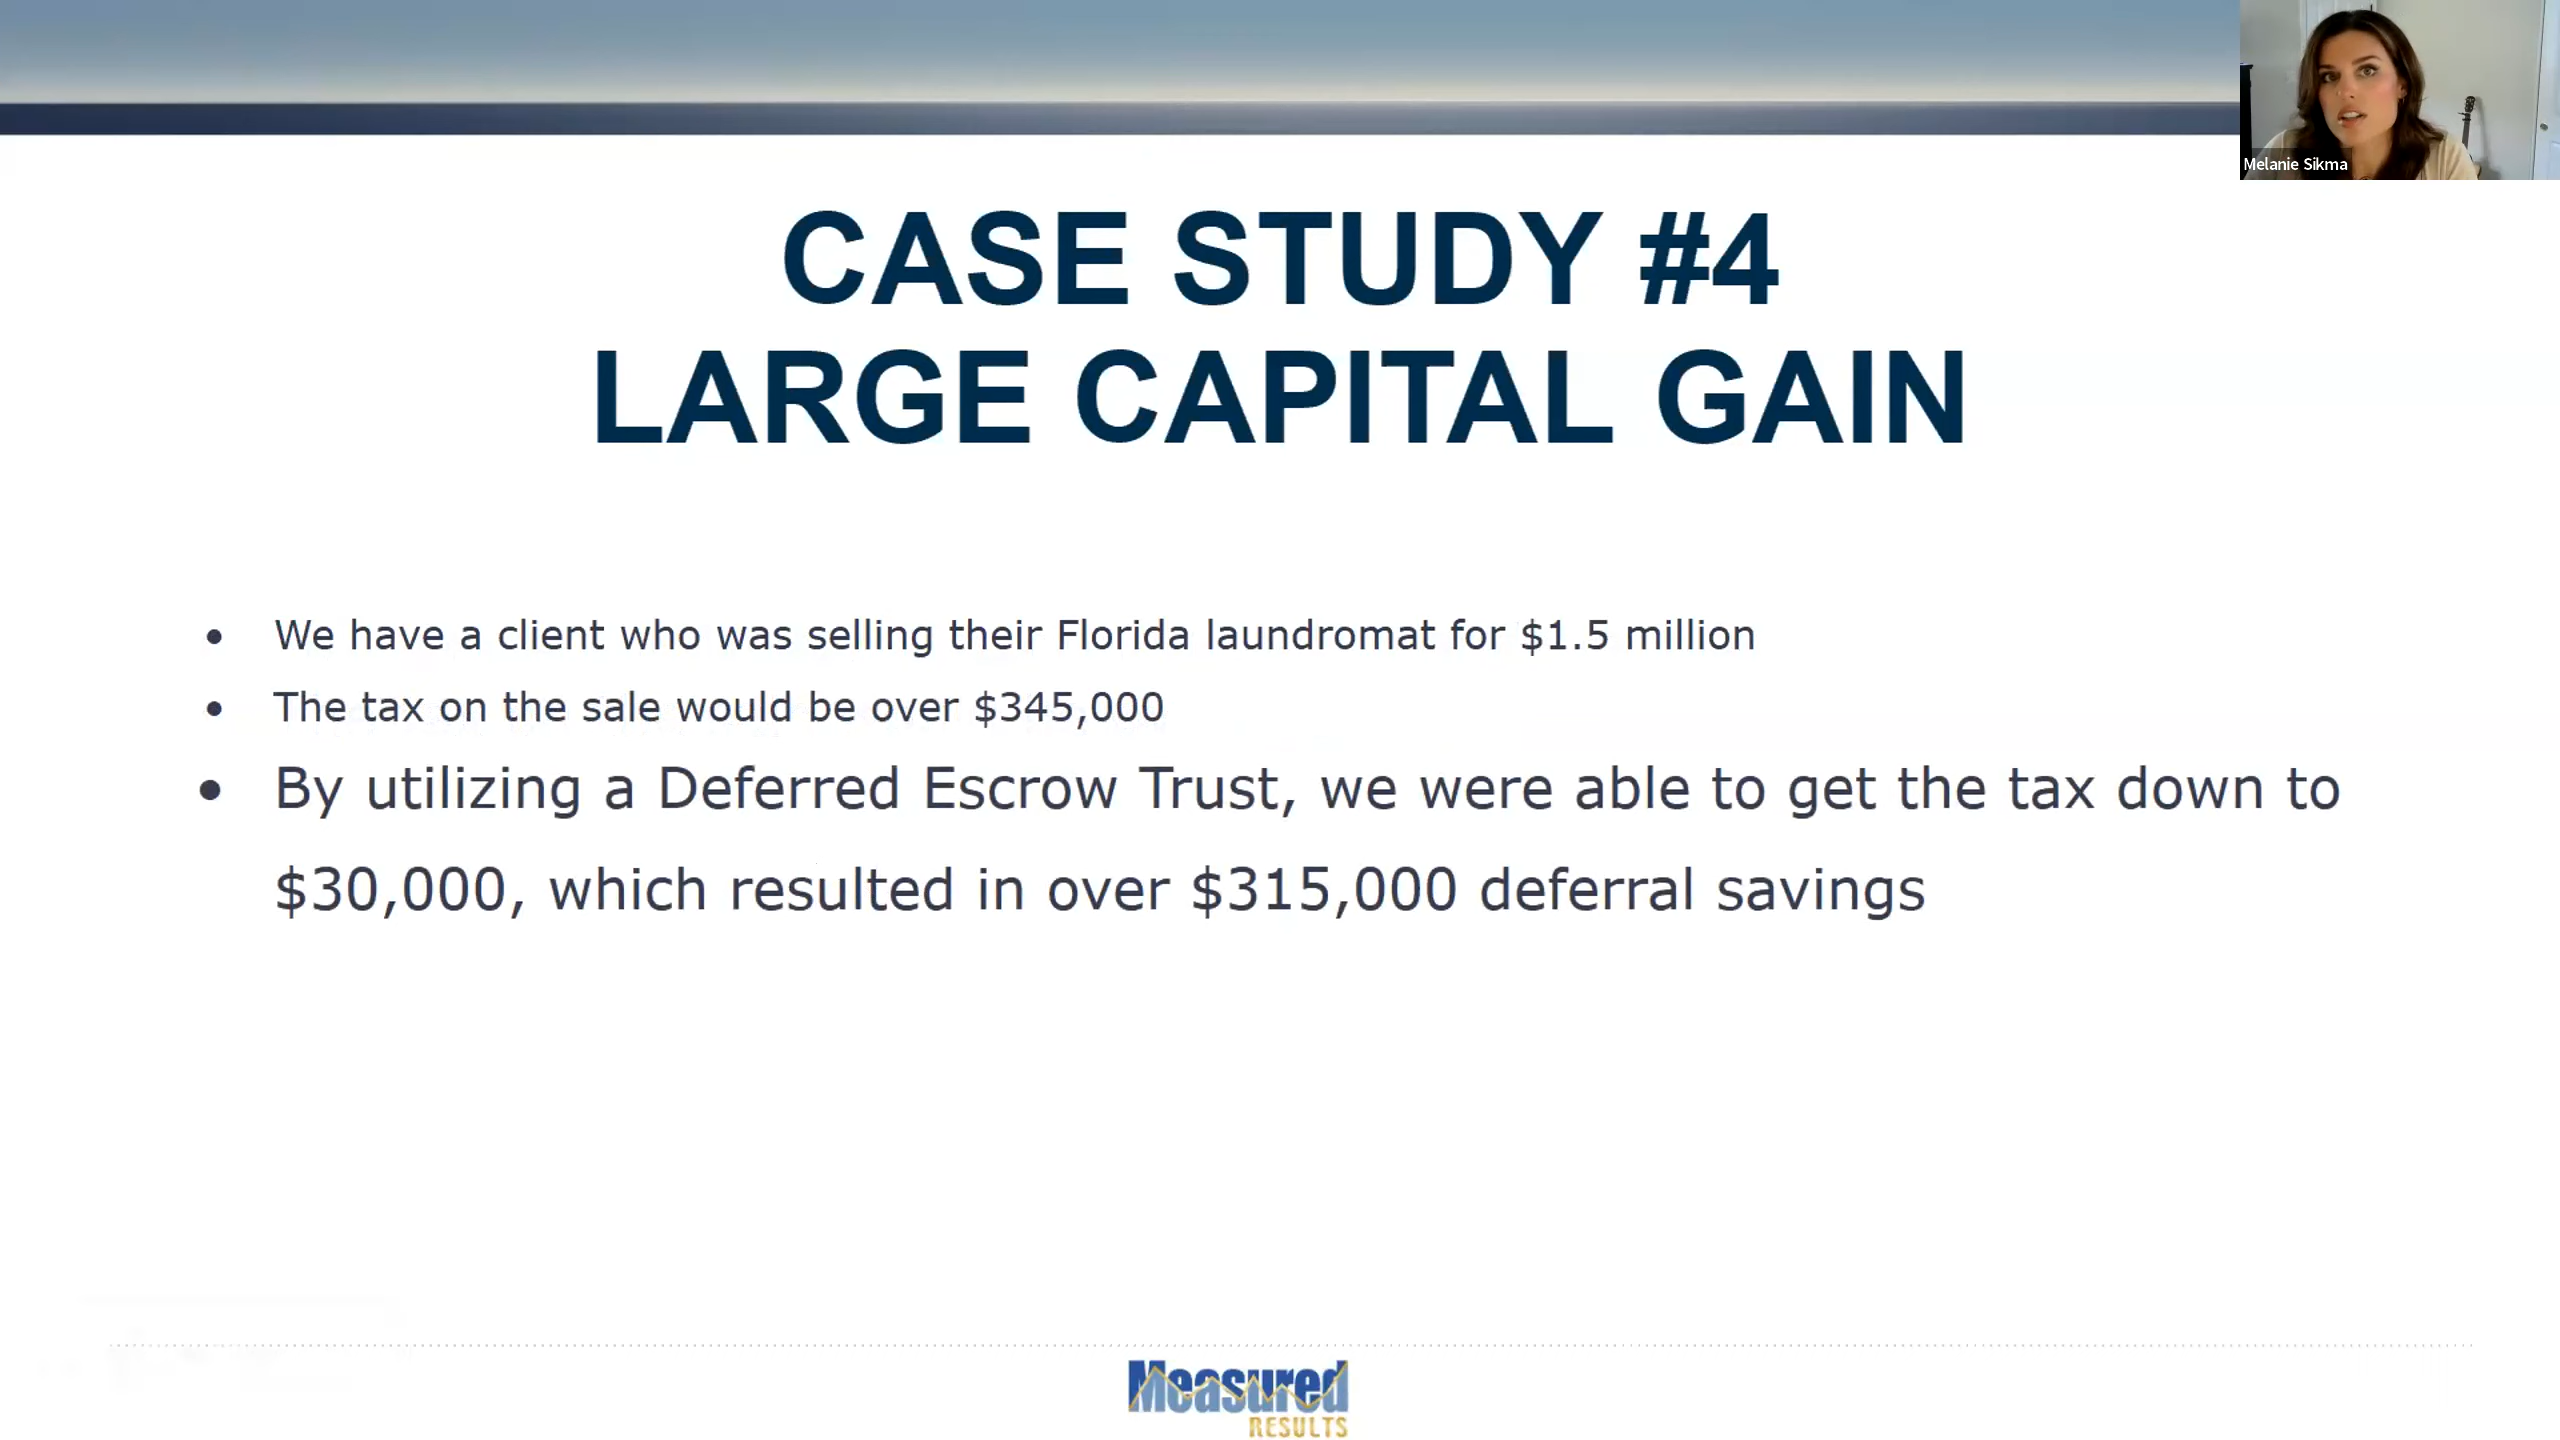 Melanie Sikma
CASE STUDY #4
LARGE CAPITAL GAIN
• We have a client who was selling their Florida laundromat for $1.5 million
• The tax on the sale would be over $345,000
• By utilizing a Deferred Escrow Trust, we were able to get the tax down to
$30,000, which resulted in over $315,000 deferral savings
Measured
RESULTS